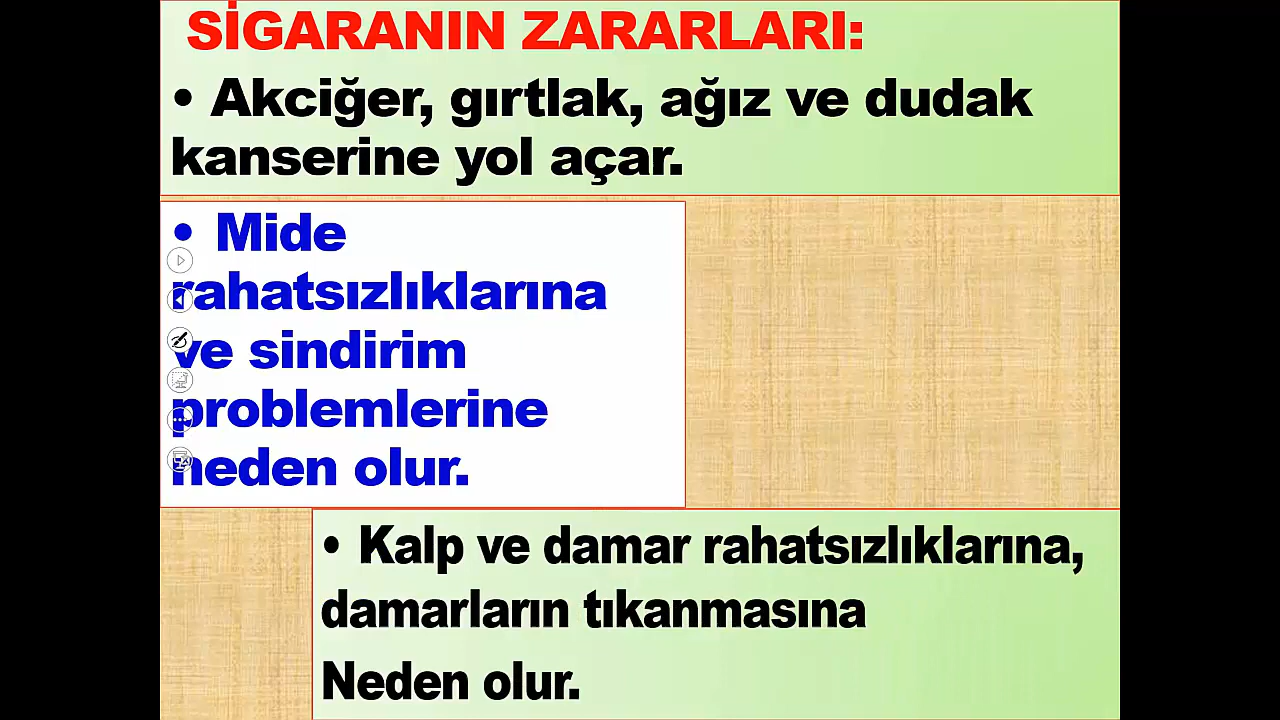 SİGARANIN ZARARLARI:
• Akciğer, gırtlak, ağız ve dudak
kanserine yol açar.
• Mide
rahatsızlıklarına
ve sindirim
problemlerine
neden olur.
• Kalp ve damar rahatsızlıklarına,
damarların tıkanmasına
Neden olur.